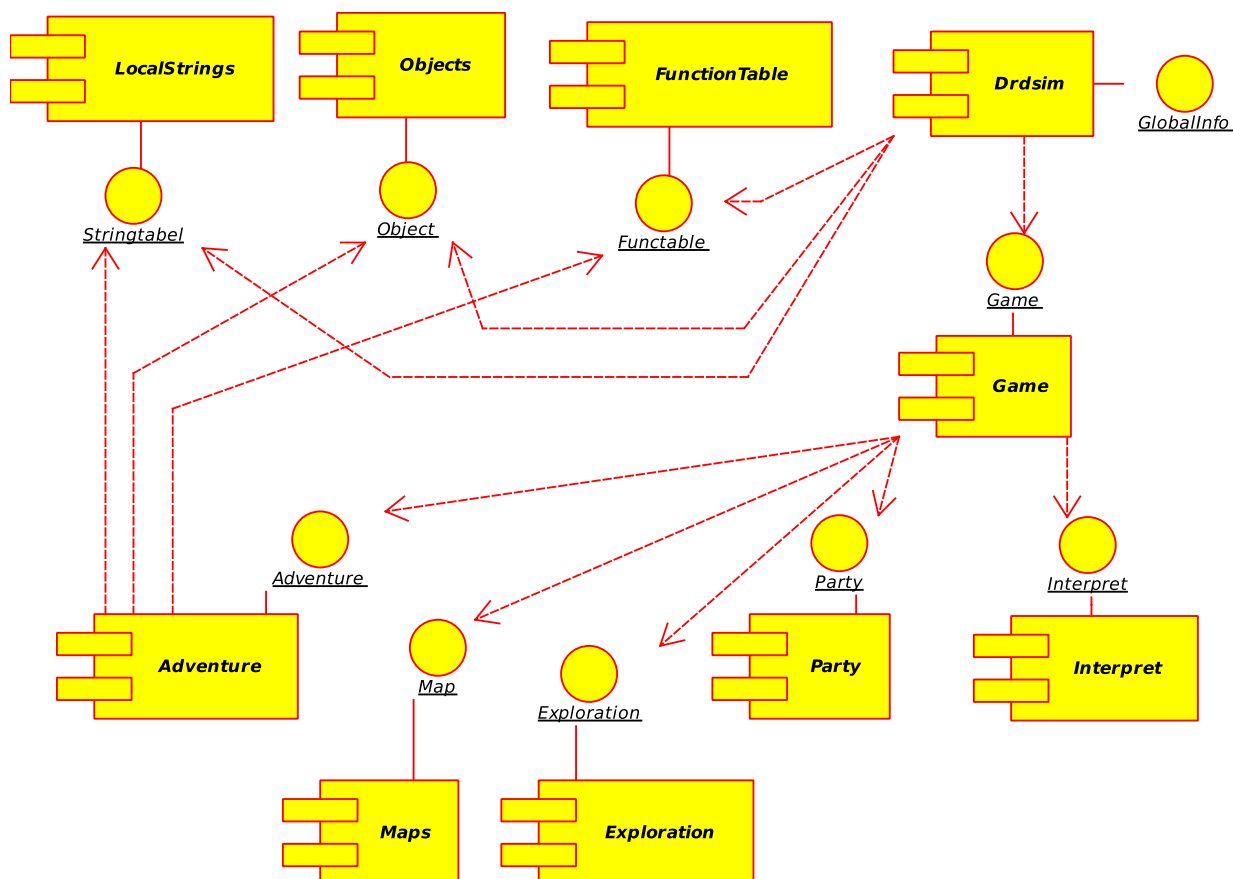 LocalStrings
Objects
FunctionTable
Drdsim
GlobalInfo
Stringtabel
Object
Functable
Game
Game
Adventure
Party
Interpret
Adventure
Map
Exploration
Party
Interpret
Maps
Exploration